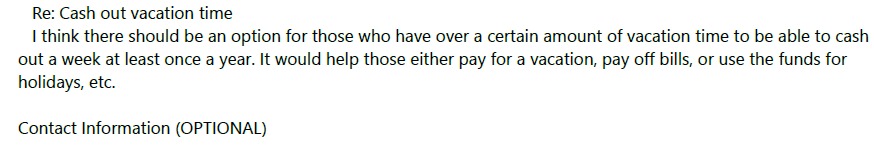 Re: Cash out vacation time
I think there should be an option for those who have over a certain amount of vacation time to be able to cash
out a week at least once a year. It would help those either pay for a vacation, pay off bills, or use the funds for
holidays, etc.
Contact Information (OPTIONAL)